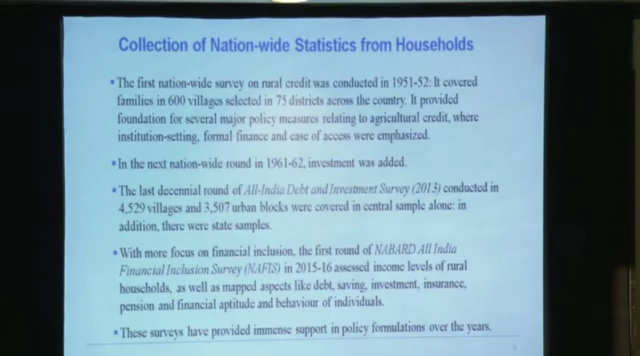 Collection of Nation-wide Statistics from Households
▪ The first nation-wide survey on rural credit was conducted in 1951-52: It covered
families in 600 villages selected in 75 districts across the country. It provided
foundation for several major policy measures relating to agricultural credit, where
institution-setting, formal finance and ease of access were emphasized.
▪ In the next nation-wide round in 1961-62, investment was added.
▪ The last decennial round of All-India Debt and Investment Survey (2013) conducted in
4,529 villages and 3,507 urban blocks were covered in central sample alone: in
addition, there were state samples.
▪ With more focus on financial inclusion, the first round of NABARD All India
Financial Inclusion Survey (NAFIS) in 2015-16 assessed income levels of rural
households, as well as mapped aspects like debt, saving, investment, insurance,
pension and financial aptitude and behaviour of individuals.
▪ These surveys have provided immense support in policy formulations over the years.